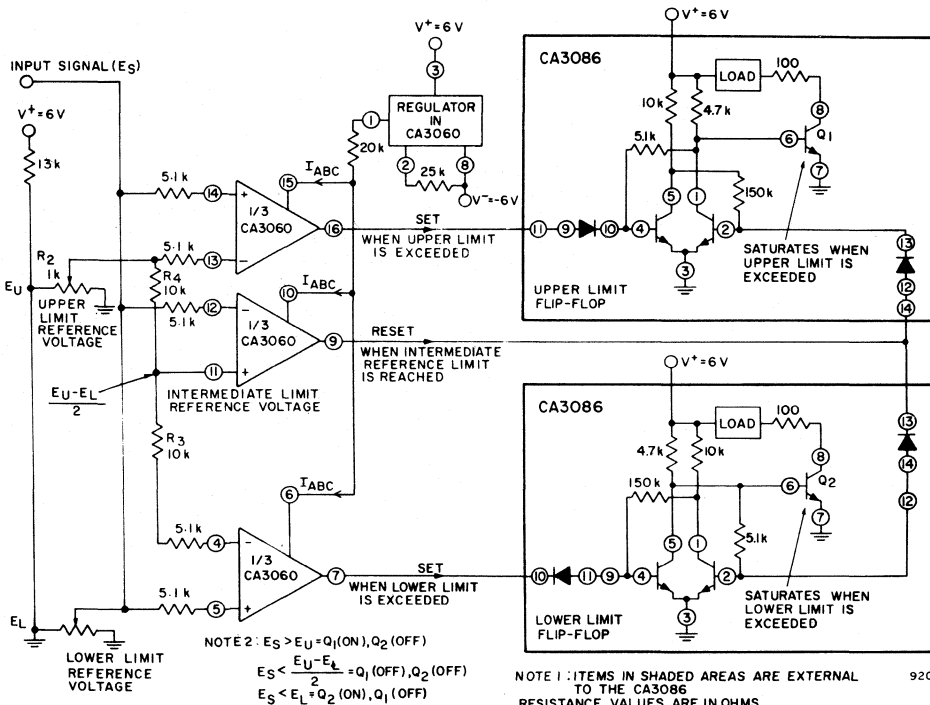 V+=6V
INPUT SIGNAL (ES)
V+=6V
13k
3
REGULATOR
IN
CA3060
1
2
8
20k
25k
V-=-6V
5.1k
14
+
1/3
CA3060
15
IABC
16
SET
WHEN UPPER LIMIT
IS EXCEEDED
5.1k
13
−
R2
1k
EU
UPPER
LIMIT
REFERENCE
VOLTAGE
R4
10k
5.1k
12
−
1/3
CA3060
10
IABC
9
RESET
WHEN INTERMEDIATE
REFERENCE LIMIT
IS REACHED
11
+
EU-EL
2
INTERMEDIATE LIMIT
REFERENCE VOLTAGE
R3
10k
6
IABC
5.1k
4
−
1/3
CA3060
7
SET
WHEN LOWER LIMIT
IS EXCEEDED
5.1k
5
+
EL
LOWER LIMIT
REFERENCE
VOLTAGE
NOTE 2: ES>EU=Q1(ON), Q2(OFF)
ES< EU-EL
2 =Q1(OFF), Q2(OFF)
ES<EL=Q2(ON), Q1(OFF)
V+=6V
CA3086
LOAD
100
10k
4.7k
8
5.1k
6
Q1
7
5
1
150k
11
9
10
4
2
3
SATURATES WHEN
UPPER LIMIT IS
EXCEEDED
UPPER LIMIT
FLIP-FLOP
13
12
14
V+=6V
CA3086
LOAD
100
4.7k
10k
8
150k
6
Q2
7
5
1
5.1k
10
11
9
4
2
3
SATURATES WHEN
LOWER LIMIT IS
EXCEEDED
LOWER LIMIT
FLIP-FLOP
13
14
12
NOTE 1: ITEMS IN SHADED AREAS ARE EXTERNAL
TO THE CA3086
RESISTANCE VALUES ARE IN OHMS
920